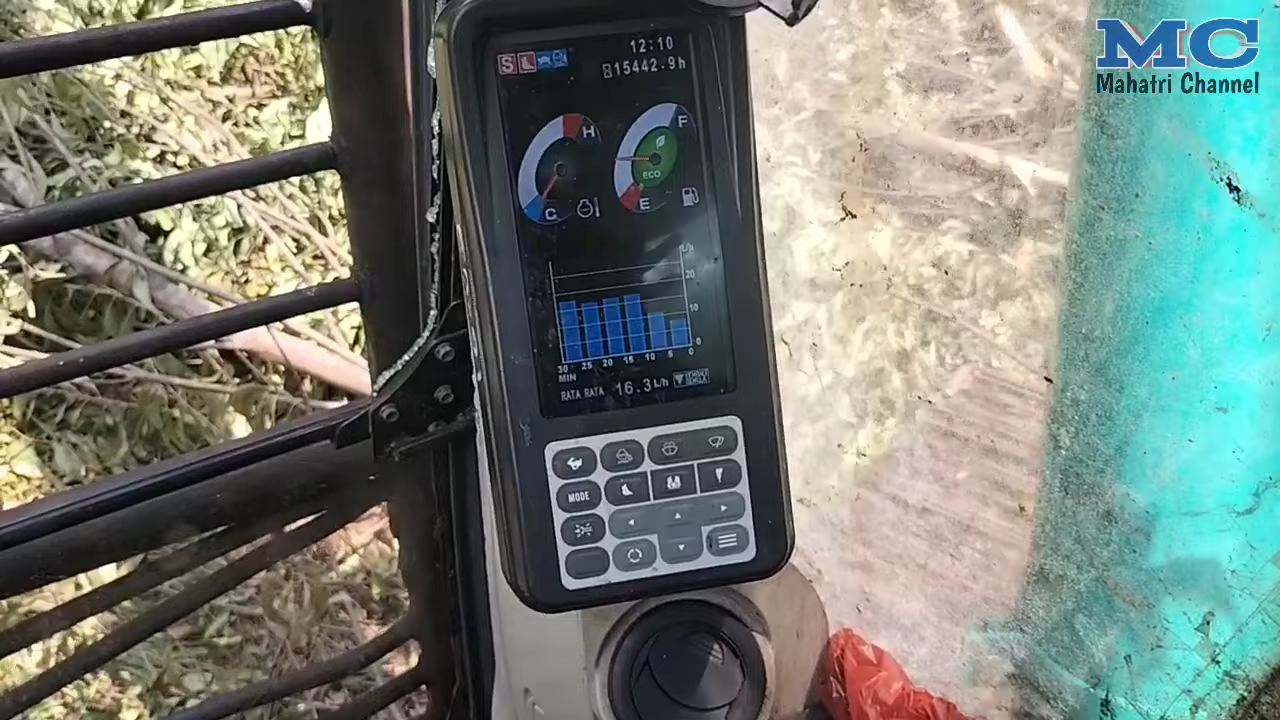 MC
Mahatri Channel
S
12:10
15442.9h
H
F
ECO
C
E
L/h
20
10
0
30 25 20 15 10 5 0
MIN
RATA RATA 16.3L/h
MODE